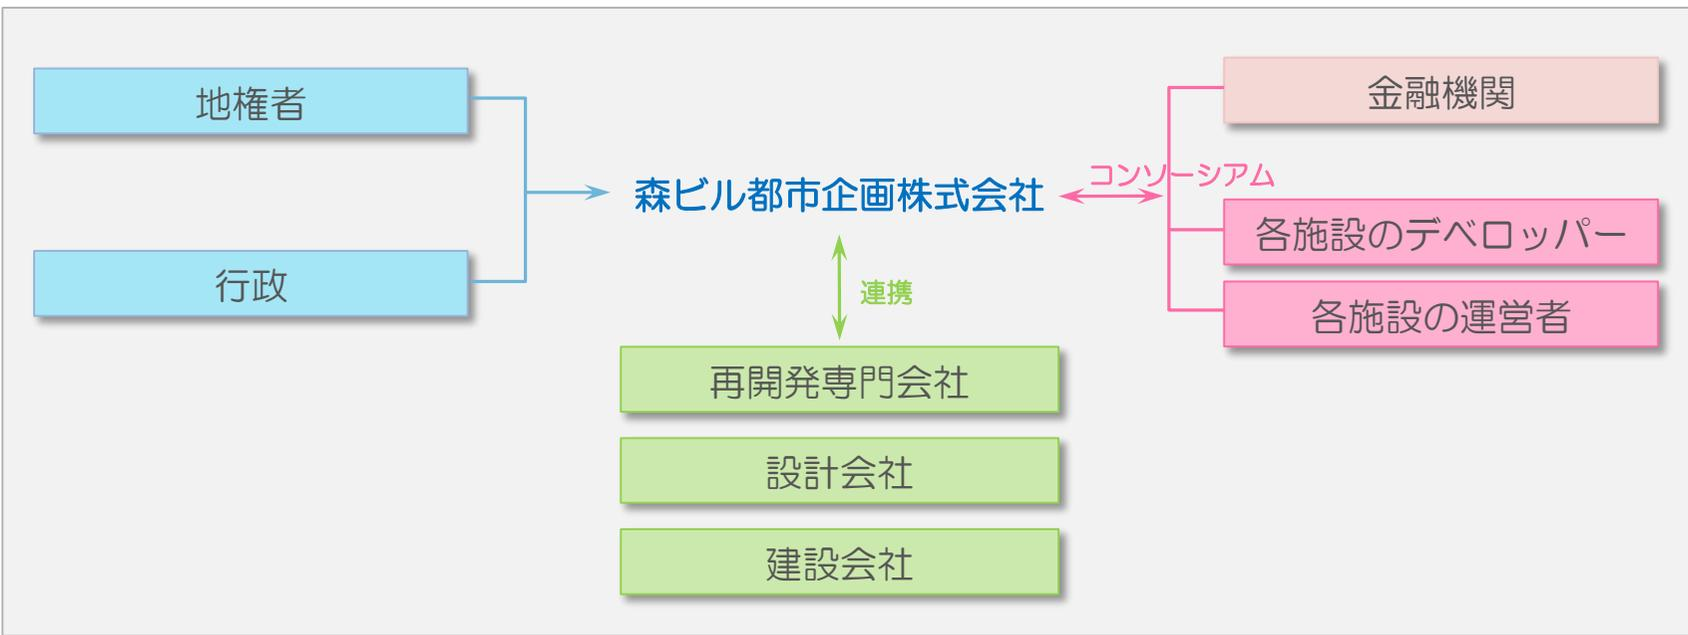 地権者
行政
森ビル都市企画株式会社
コンソーシアム
金融機関
各施設のデベロッパー
各施設の運営者
連携
再開発専門会社
設計会社
建設会社